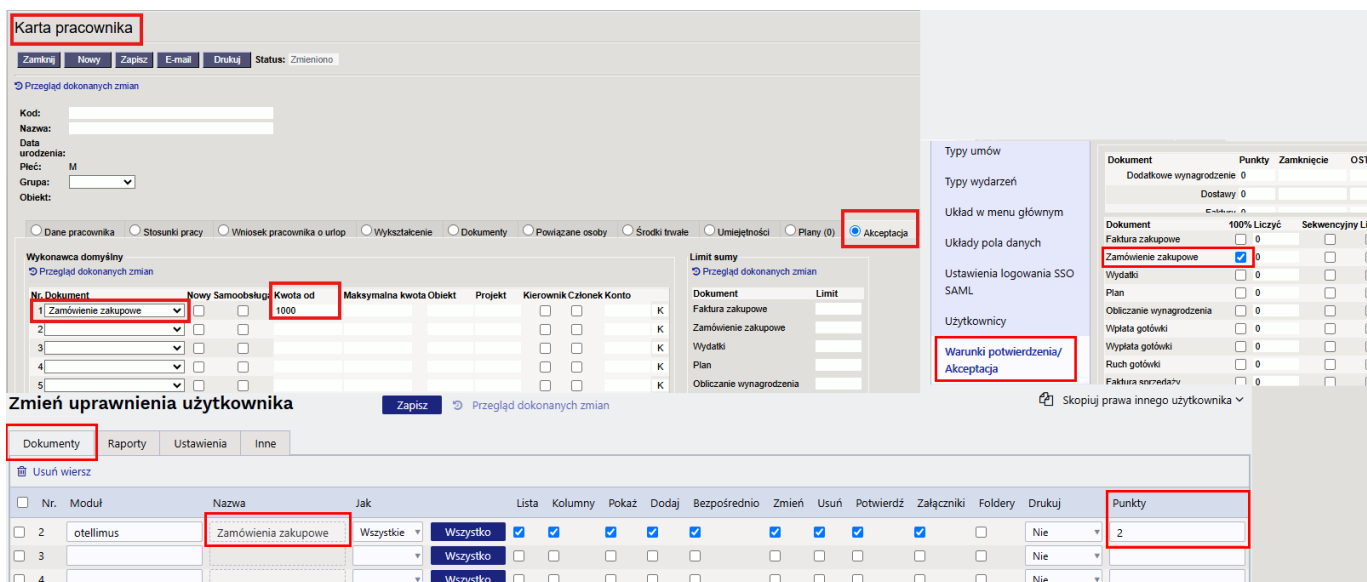 Karta pracownika
Zamknij Nowy Zapisz E-mail Drukuj Status: Zmieniono
Przegląd dokonanych zmian
Kod:
Nazwa:
Data
urodzenia:
Płeć: M
Grupa:
Obiekt:
Dane pracownika Stosunki pracy Wniosek pracownika o urlop Wykształcenie Dokumenty Powiązane osoby Środki trwałe Umiejętności Plany (0) Akceptacja
Wykonawca domyślny
Przegląd dokonanych zmian
Nr. Dokument Nowy Samoobsługa Kwota od Maksymalna kwota Obiekt Projekt Kierownik Członek Konto
1 Zamówienie zakupowe 1000 K
2 K
3 K
4 K
5 K
Limit sumy
Przegląd dokonanych zmian
Dokument Limit
Faktura zakupowe
Zamówienie zakupowe
Wydatki
Plan
Obliczanie wynagrodzenia
Typy umów
Typy wydarzeń
Układ w menu głównym
Układy pola danych
Ustawienia logowania SSO
SAML
Użytkownicy
Warunki potwierdzenia/
Akceptacja
Dokument Punkty Zamknięcie OST
Dodatkowe wynagrodzenie 0
Dostawy 0
Faktury 0
Dokument 100% Liczyć Sekwencyjny Li
Faktura zakupowe 0
Zamówienie zakupowe 0
Wydatki 0
Plan 0
Obliczanie wynagrodzenia 0
Wpłata gotówki 0
Wypłata gotówki 0
Ruch gotówki 0
Faktura sprzedaży 0
Zmień uprawnienia użytkownika Zapisz Przegląd dokonanych zmian Skopiuj prawa innego użytkownika
Dokumenty Raporty Ustawienia Inne
Usuń wiersz
Nr. Moduł Nazwa Jak Lista Kolumny Pokaż Dodaj Bezpośrednio Zmień Usuń Potwierdź Załączniki Foldery Drukuj Punkty
2 otellimus Zamówienia zakupowe Wszystkie Wszystko Nie 2
3 Wszystko Nie
4 Wszystko Nie